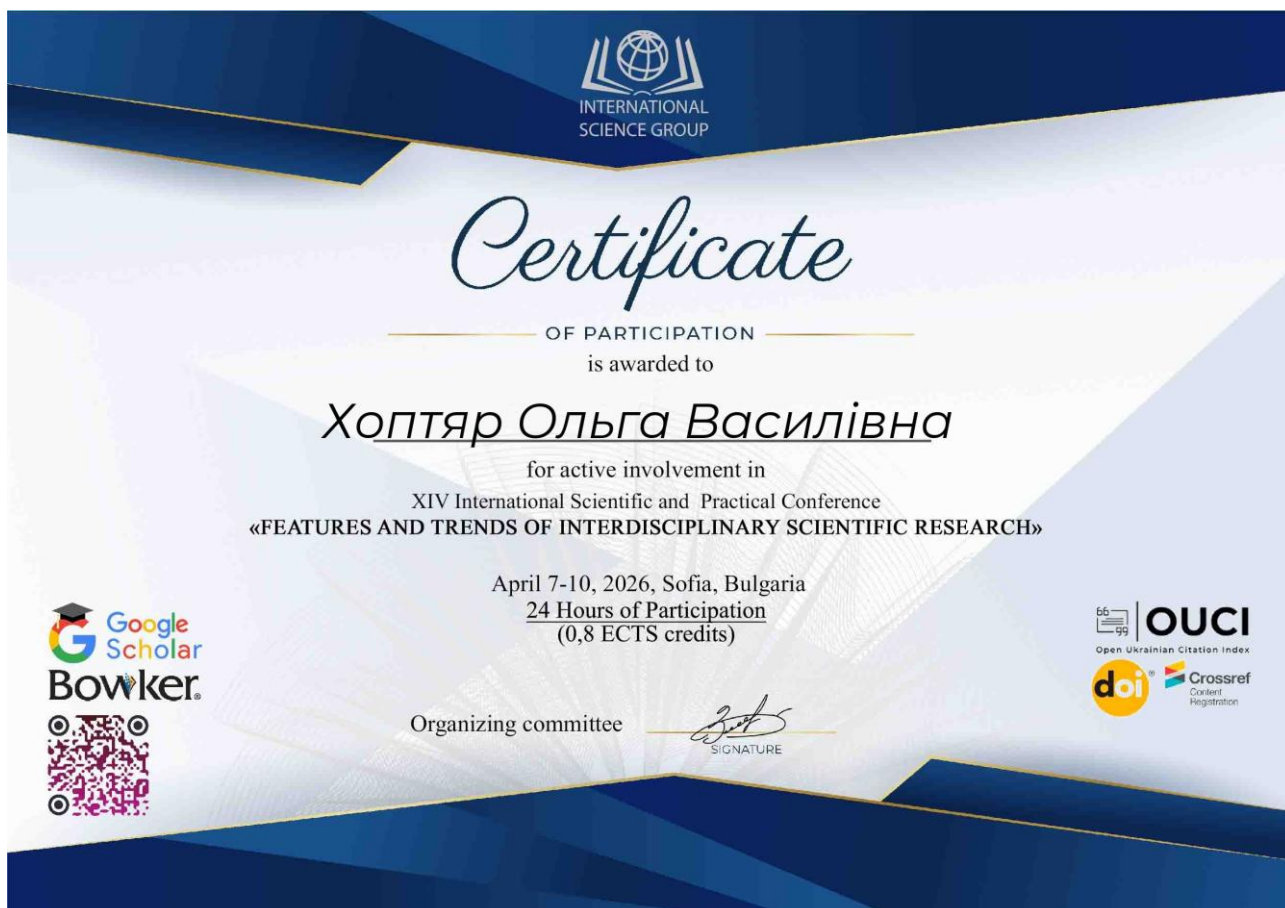 INTERNATIONAL
SCIENCE GROUP
Certificate
OF PARTICIPATION
is awarded to
Хоптяр Ольга Василівна
for active involvement in
XIV International Scientific and Practical Conference
«FEATURES AND TRENDS OF INTERDISCIPLINARY SCIENTIFIC RESEARCH»
April 7-10, 2026, Sofia, Bulgaria
24 Hours of Participation
(0,8 ECTS credits)
Google
Scholar
Bowker®
66
99
OUCI
Open Ukrainian Citation Index
doi®
Crossref
Content
Registration
Organizing committee
SIGNATURE